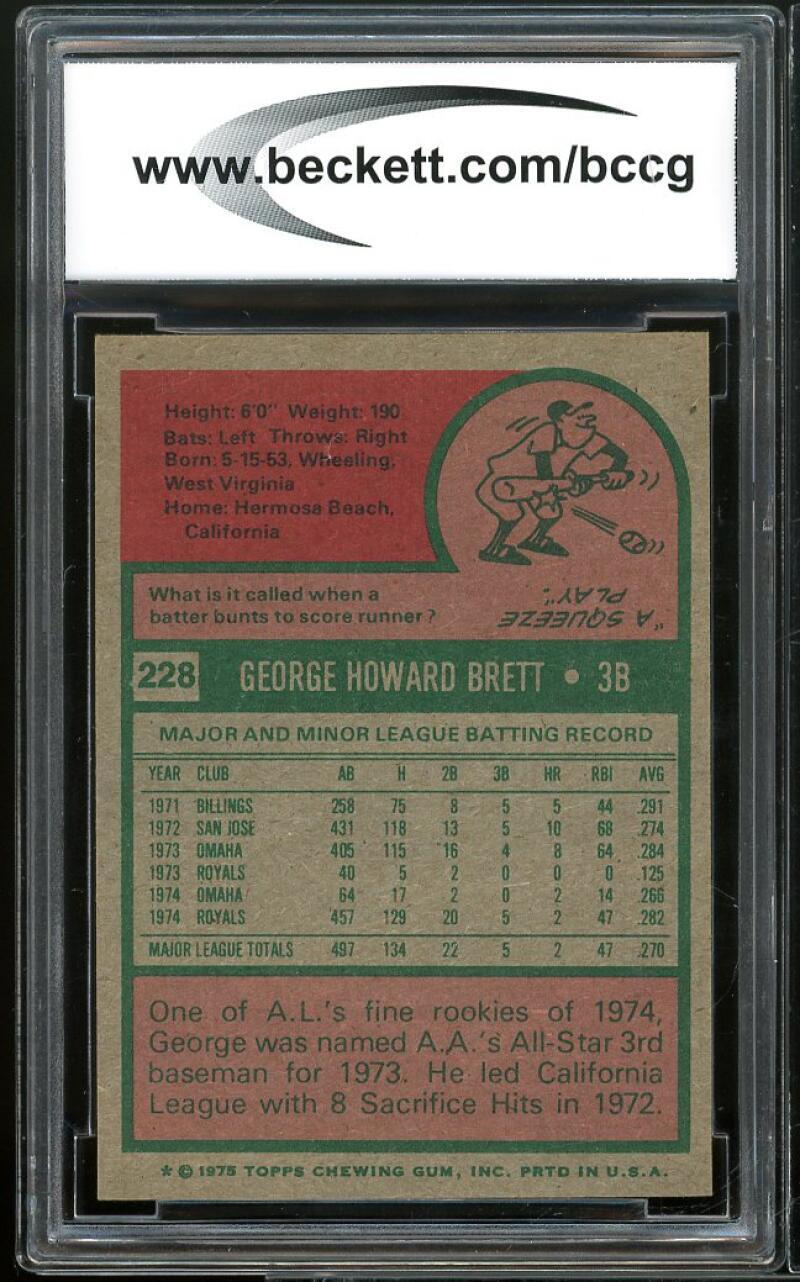 www.beckett.com/bccg
Height: 6'0" Weight: 190
Bats: Left Throws: Right
Born: 5-15-53, Wheeling,
West Virginia
Home: Hermosa Beach,
California
What is it called when a
batter bunts to score runner?
"A SQUEEZE
PLAY".
228 GEORGE HOWARD BRETT • 3B
MAJOR AND MINOR LEAGUE BATTING RECORD
YEAR CLUB AB H 2B 3B HR RBI AVG
1971 BILLINGS 258 75 8 5 5 44 .291
1972 SAN JOSE 431 118 13 5 10 68 .274
1973 OMAHA 405 115 16 4 8 64 .284
1973 ROYALS 40 5 2 0 0 0 .125
1974 OMAHA 64 17 2 0 2 14 .266
1974 ROYALS 457 129 20 5 2 47 .282
MAJOR LEAGUE TOTALS 497 134 22 5 2 47 .270
One of A.L.'s fine rookies of 1974,
George was named A.A.'s All-Star 3rd
baseman for 1973. He led California
League with 8 Sacrifice Hits in 1972.
* © 1975 TOPPS CHEWING GUM, INC. PRTD IN U.S.A.